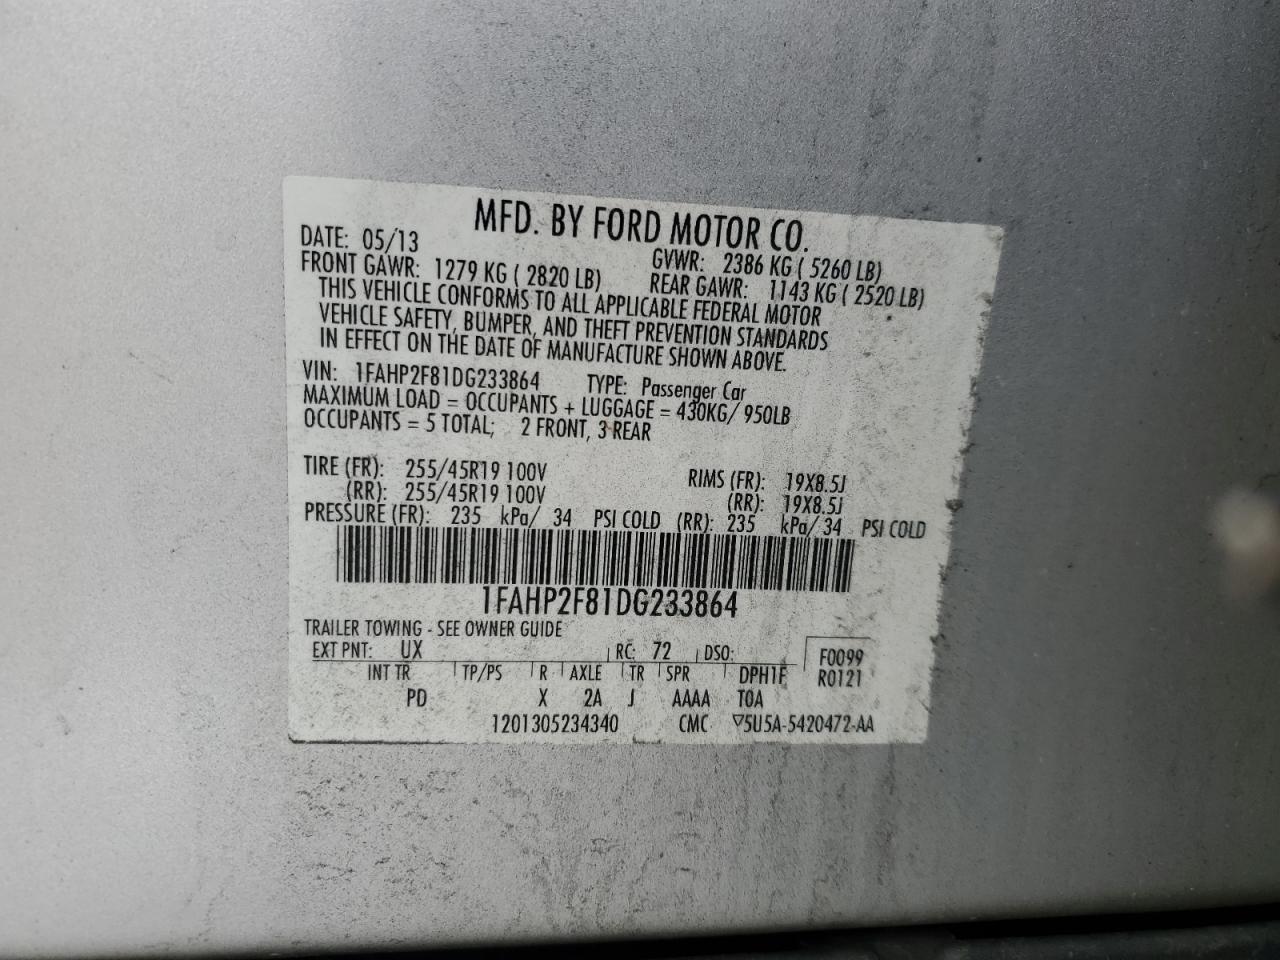 MFD. BY FORD MOTOR CO.
DATE: 05/13 GVWR: 2386 KG ( 5260 LB)
FRONT GAWR: 1279 KG ( 2820 LB) REAR GAWR: 1143 KG ( 2520 LB)
THIS VEHICLE CONFORMS TO ALL APPLICABLE FEDERAL MOTOR
VEHICLE SAFETY, BUMPER, AND THEFT PREVENTION STANDARDS
IN EFFECT ON THE DATE OF MANUFACTURE SHOWN ABOVE.
VIN: 1FAHP2F81DG233864 TYPE: Passenger Car
MAXIMUM LOAD = OCCUPANTS + LUGGAGE = 430KG/ 950LB
OCCUPANTS = 5 TOTAL; 2 FRONT, 3 REAR
TIRE (FR): 255/45R19 100V RIMS (FR): 19X8.5J
(RR): 255/45R19 100V (RR): 19X8.5J
PRESSURE (FR): 235 kPa/ 34 PSI COLD (RR): 235 kPa/ 34 PSI COLD
1FAHP2F81DG233864
TRAILER TOWING - SEE OWNER GUIDE
EXT PNT: UX RC: 72 DSO: F0099
INT TR TP/PS R AXLE TR SPR DPH1F R0121
PD X 2A J AAAA T0A
1201305234340 CMC ▽5U5A-5420472-AA